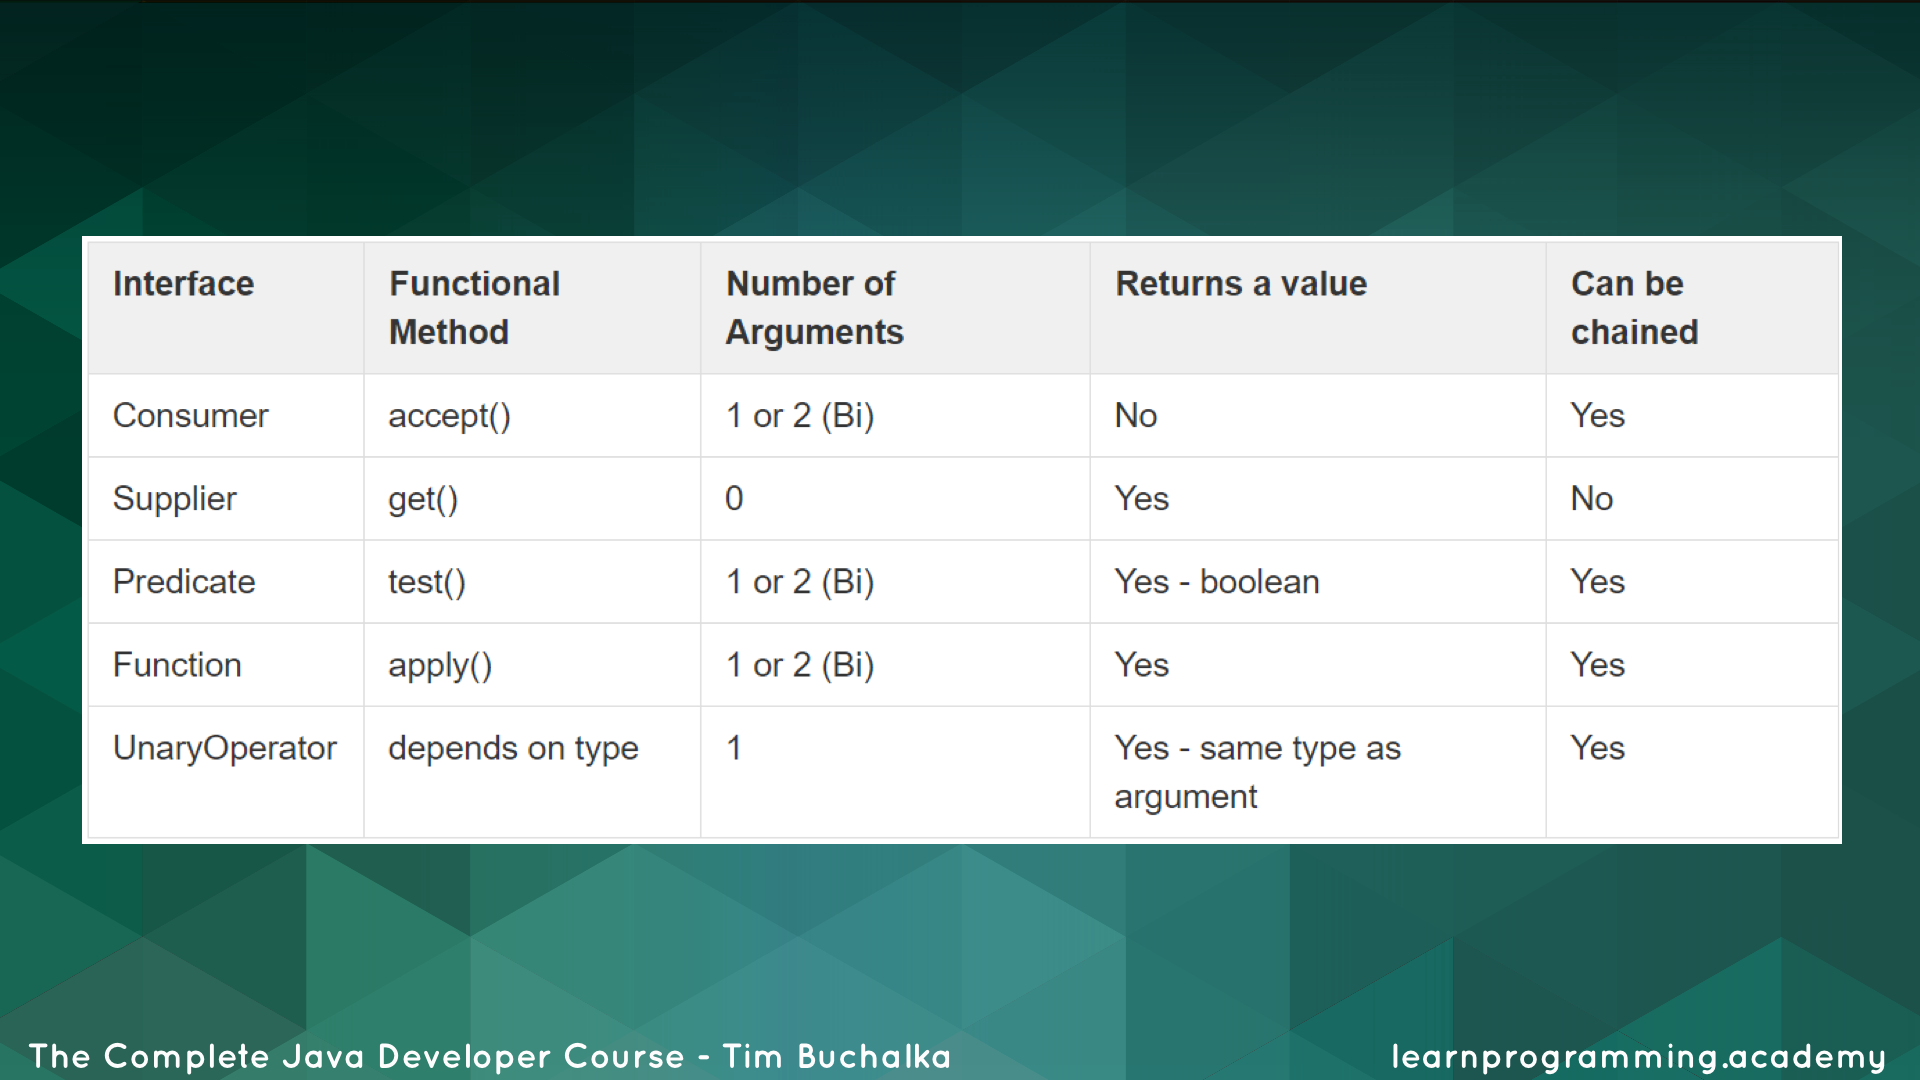 Interface Functional Method Number of Arguments Returns a value Can be chained
Consumer accept() 1 or 2 (Bi) No Yes
Supplier get() 0 Yes No
Predicate test() 1 or 2 (Bi) Yes - boolean Yes
Function apply() 1 or 2 (Bi) Yes Yes
UnaryOperator depends on type 1 Yes - same type as argument Yes
The Complete Java Developer Course - Tim Buchalka
learnprogramming.academy